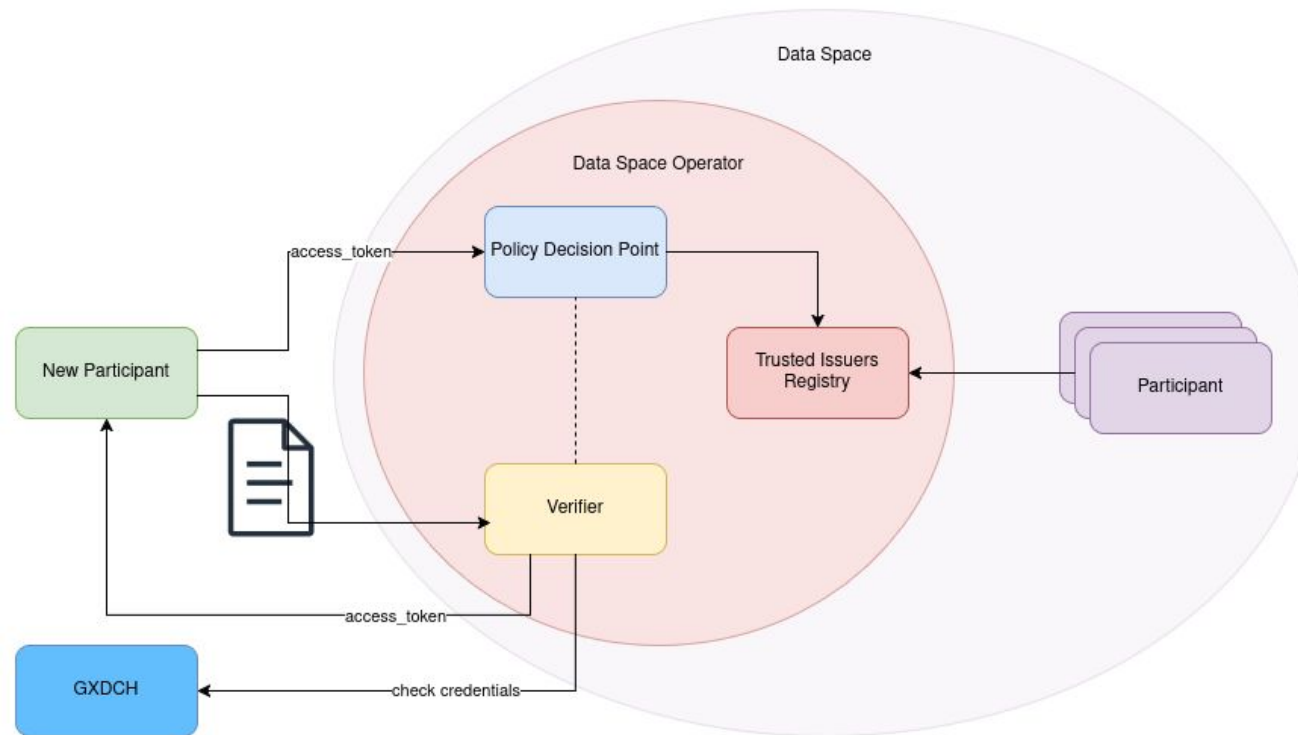 Data Space
Data Space Operator
access_token
Policy Decision Point
New Participant
Trusted Issuers
Registry
Participant
Verifier
access_token
GXDCH
check credentials